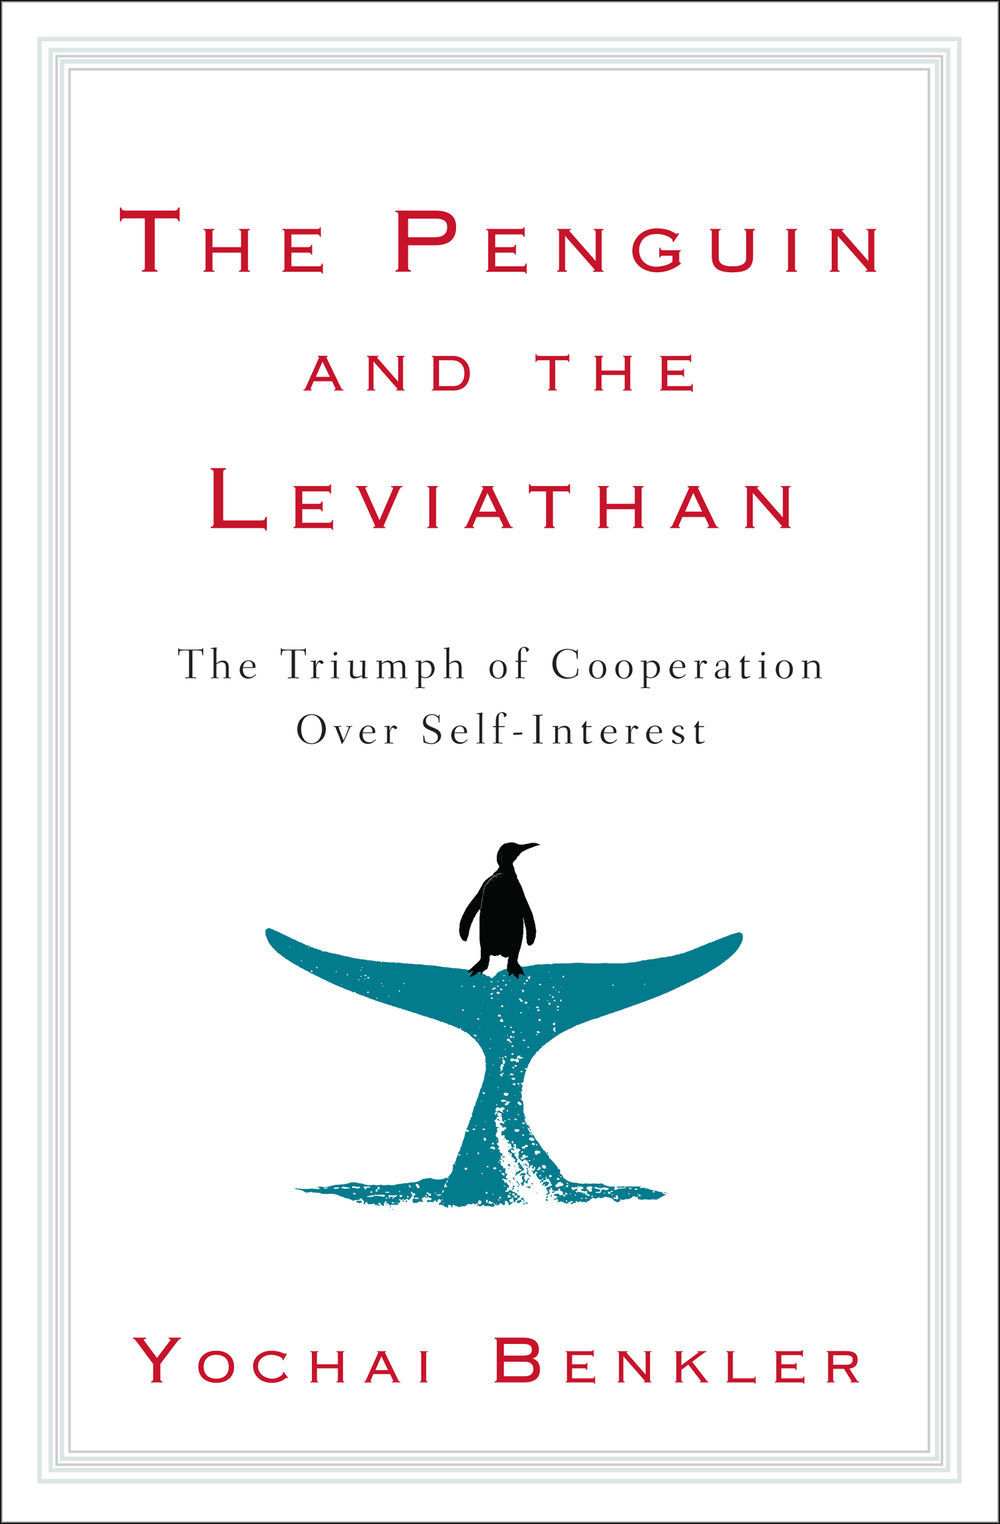 THE PENGUIN
AND THE
LEVIATHAN
The Triumph of Cooperation
Over Self-Interest
YOCHAI BENKLER